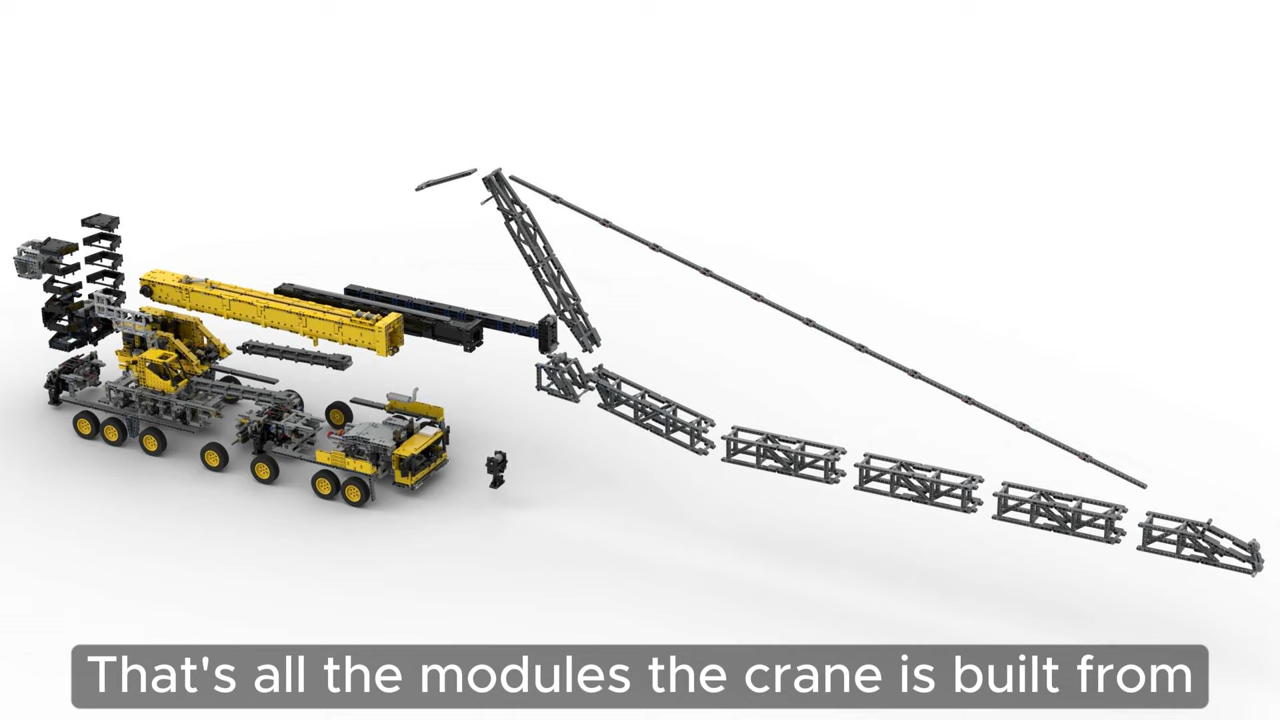 That's all the modules the crane is built from